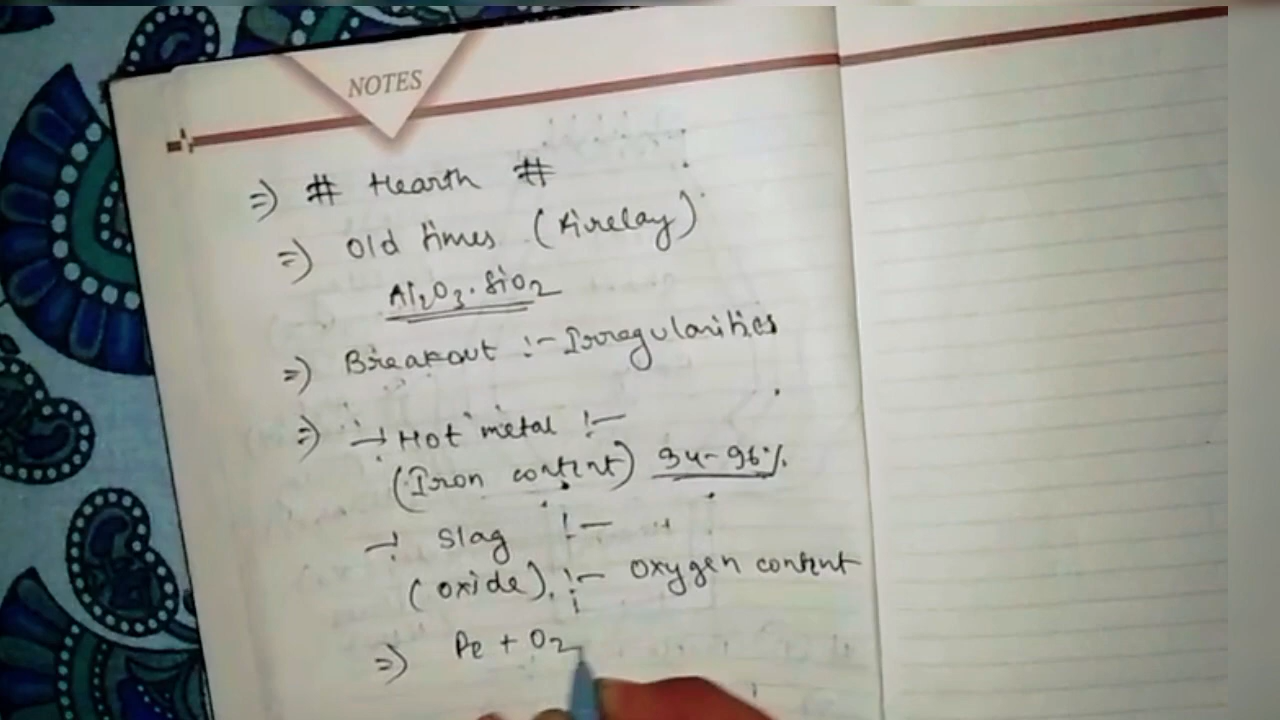 NOTES
=) # Hearth #
=) Old times (Fireclay)
Al2O3.SiO2
=) Breakout :- Irregularities
=) → Hot metal :-
(Iron content) 94-96%
→ Slag :-
(oxide) :- Oxygen content
=) Fe + O2